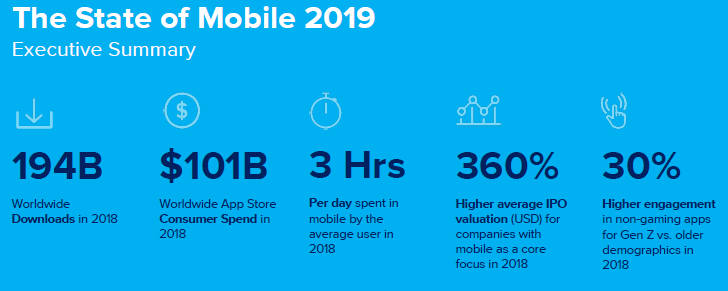 The State of Mobile 2019
Executive Summary
$
194B
Worldwide
Downloads in 2018
$101B
Worldwide App Store
Consumer Spend in
2018
3 Hrs
Per day spent in
mobile by the
average user in
2018
360%
Higher average IPO
valuation (USD) for
companies with
mobile as a core
focus in 2018
30%
Higher engagement
in non-gaming apps
for Gen Z vs. older
demographics in
2018